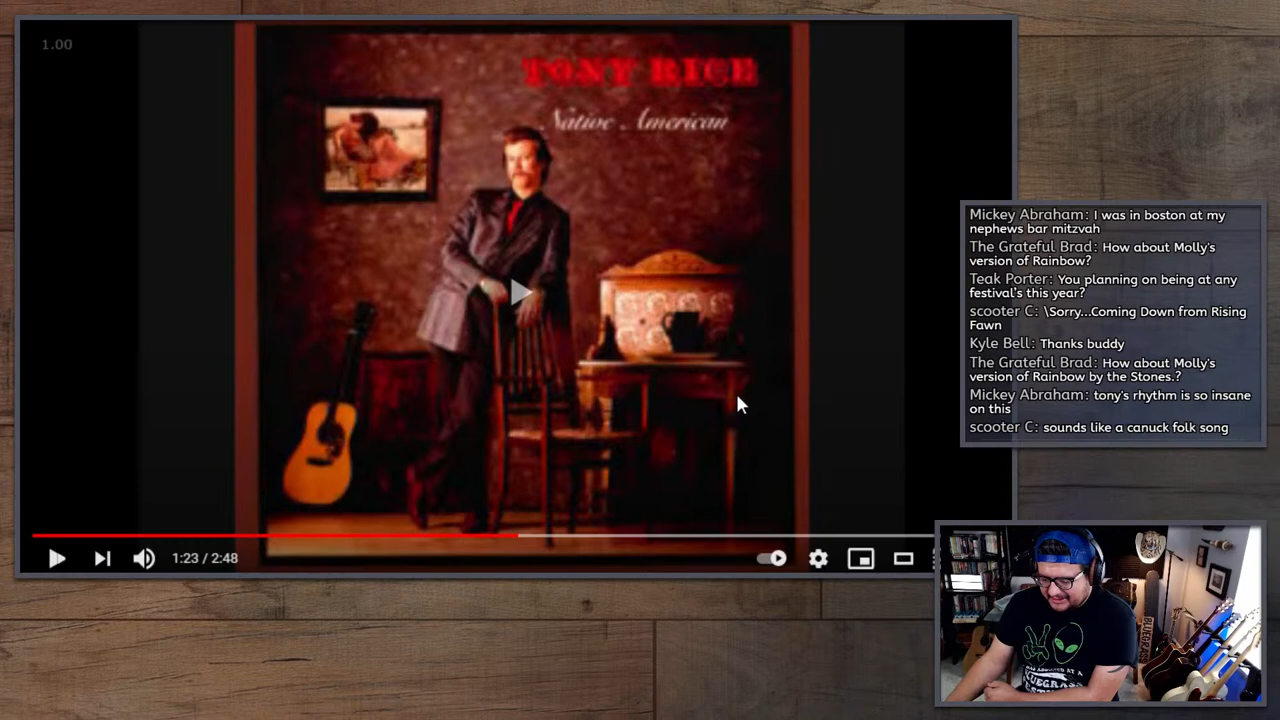 1.00
TONY RICE
Native American
1:23 / 2:48
Mickey Abraham: I was in boston at my
nephews bar mitzvah
The Grateful Brad: How about Molly's
version of Rainbow?
Teak Porter: You planning on being at any
festival's this year?
scooter C: \Sorry...Coming Down from Rising
Fawn
Kyle Bell: Thanks buddy
The Grateful Brad: How about Molly's
version of Rainbow by the Stones.?
Mickey Abraham: tony's rhythm is so insane
on this
scooter C: sounds like a canuck folk song